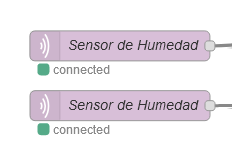 Sensor de Humedad
connected
Sensor de Humedad
connected